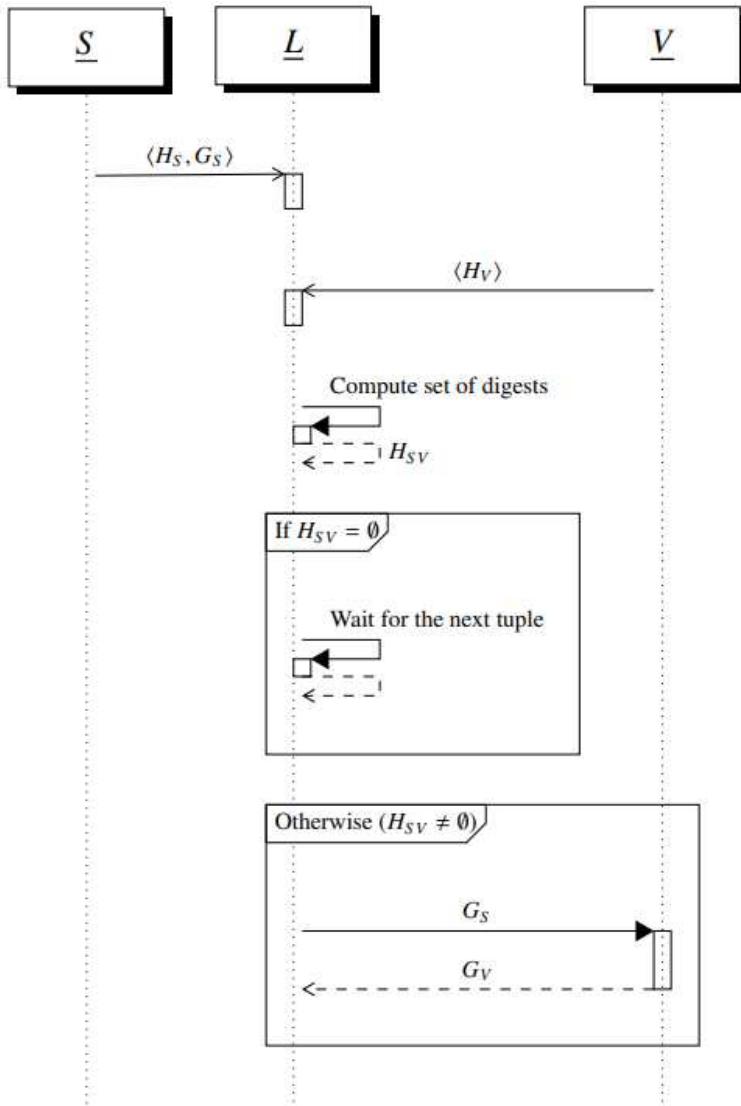 S L V
⟨H_S, G_S⟩
⟨H_V⟩
Compute set of digests
H_SV
If H_SV = ∅
Wait for the next tuple
Otherwise (H_SV ≠ ∅)
G_S
G_V